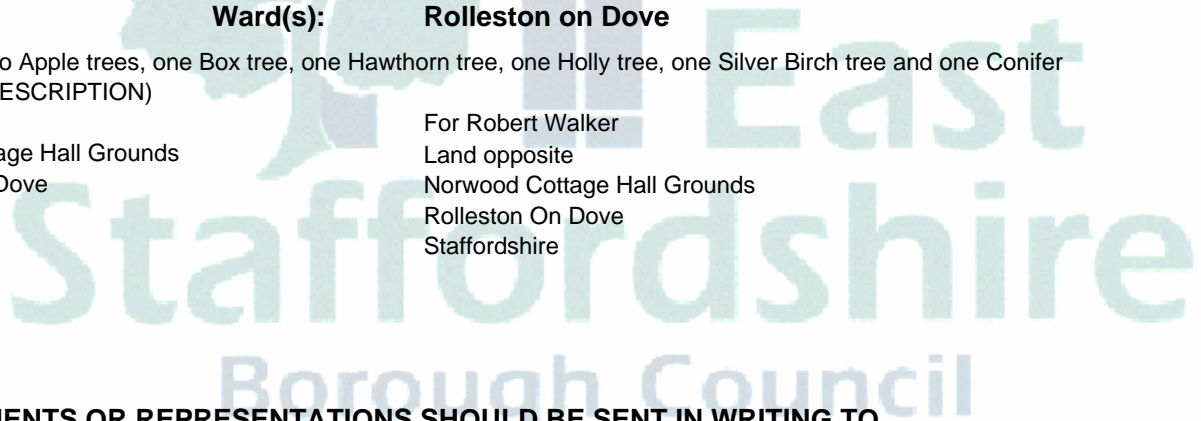 Ward(s): Rolleston on Dove
o Apple trees, one Box tree, one Hawthorn tree, one Holly tree, one Silver Birch tree and one Conifer
ESCRIPTION)
For Robert Walker
age Hall Grounds Land opposite
Dove Norwood Cottage Hall Grounds
Rolleston On Dove
Staffordshire
East
Staffordshire
Borough Council
MENTS OR REPRESENTATIONS SHOULD BE SENT IN WRITING TO